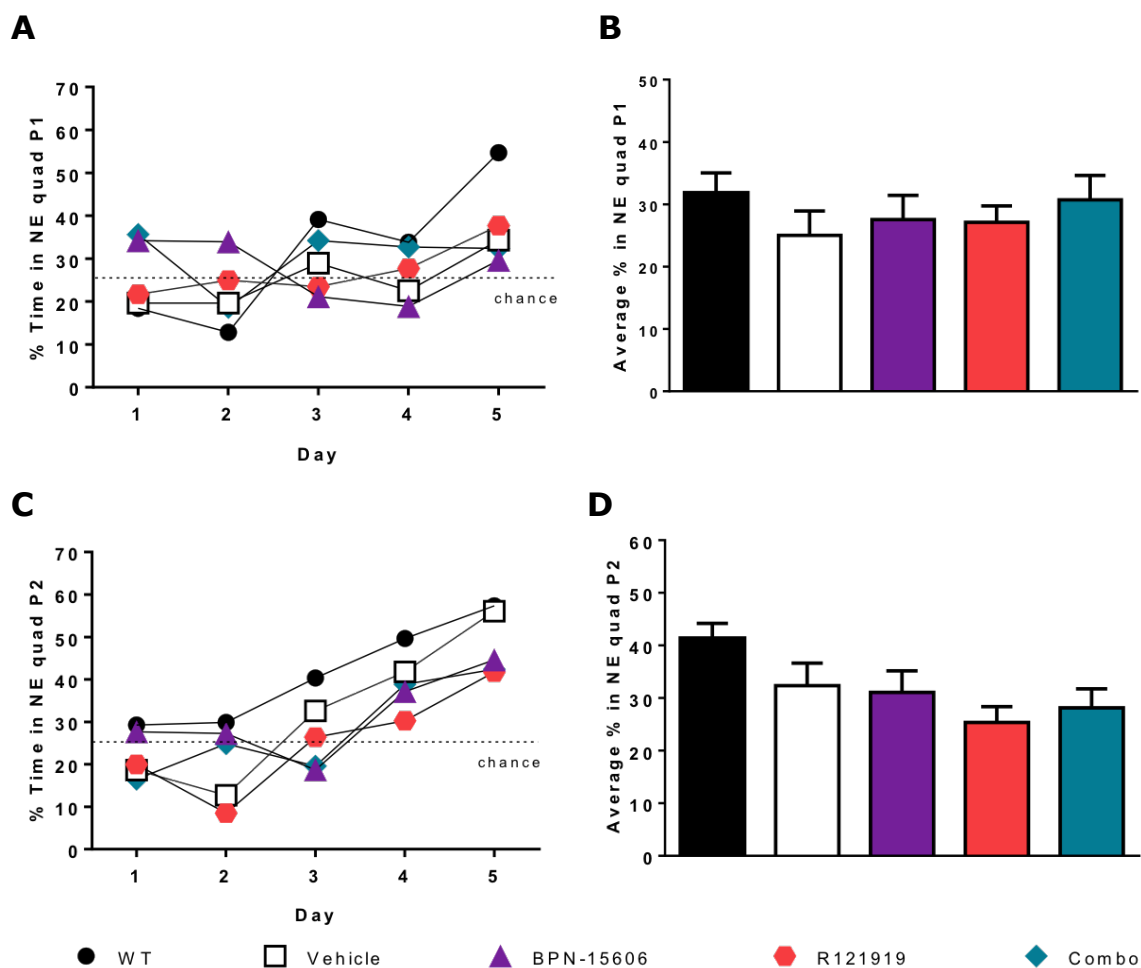 A
% Time in NE quad P1
70
60
50
40
30
20
10
0
chance
1 2 3 4 5
Day
B
Average % in NE quad P1
50
40
30
20
10
0
C
% Time in NE quad P2
70
60
50
40
30
20
10
0
chance
1 2 3 4 5
Day
D
Average % in NE quad P2
60
50
40
30
20
10
0
WT Vehicle BPN-15606 R121919 Combo